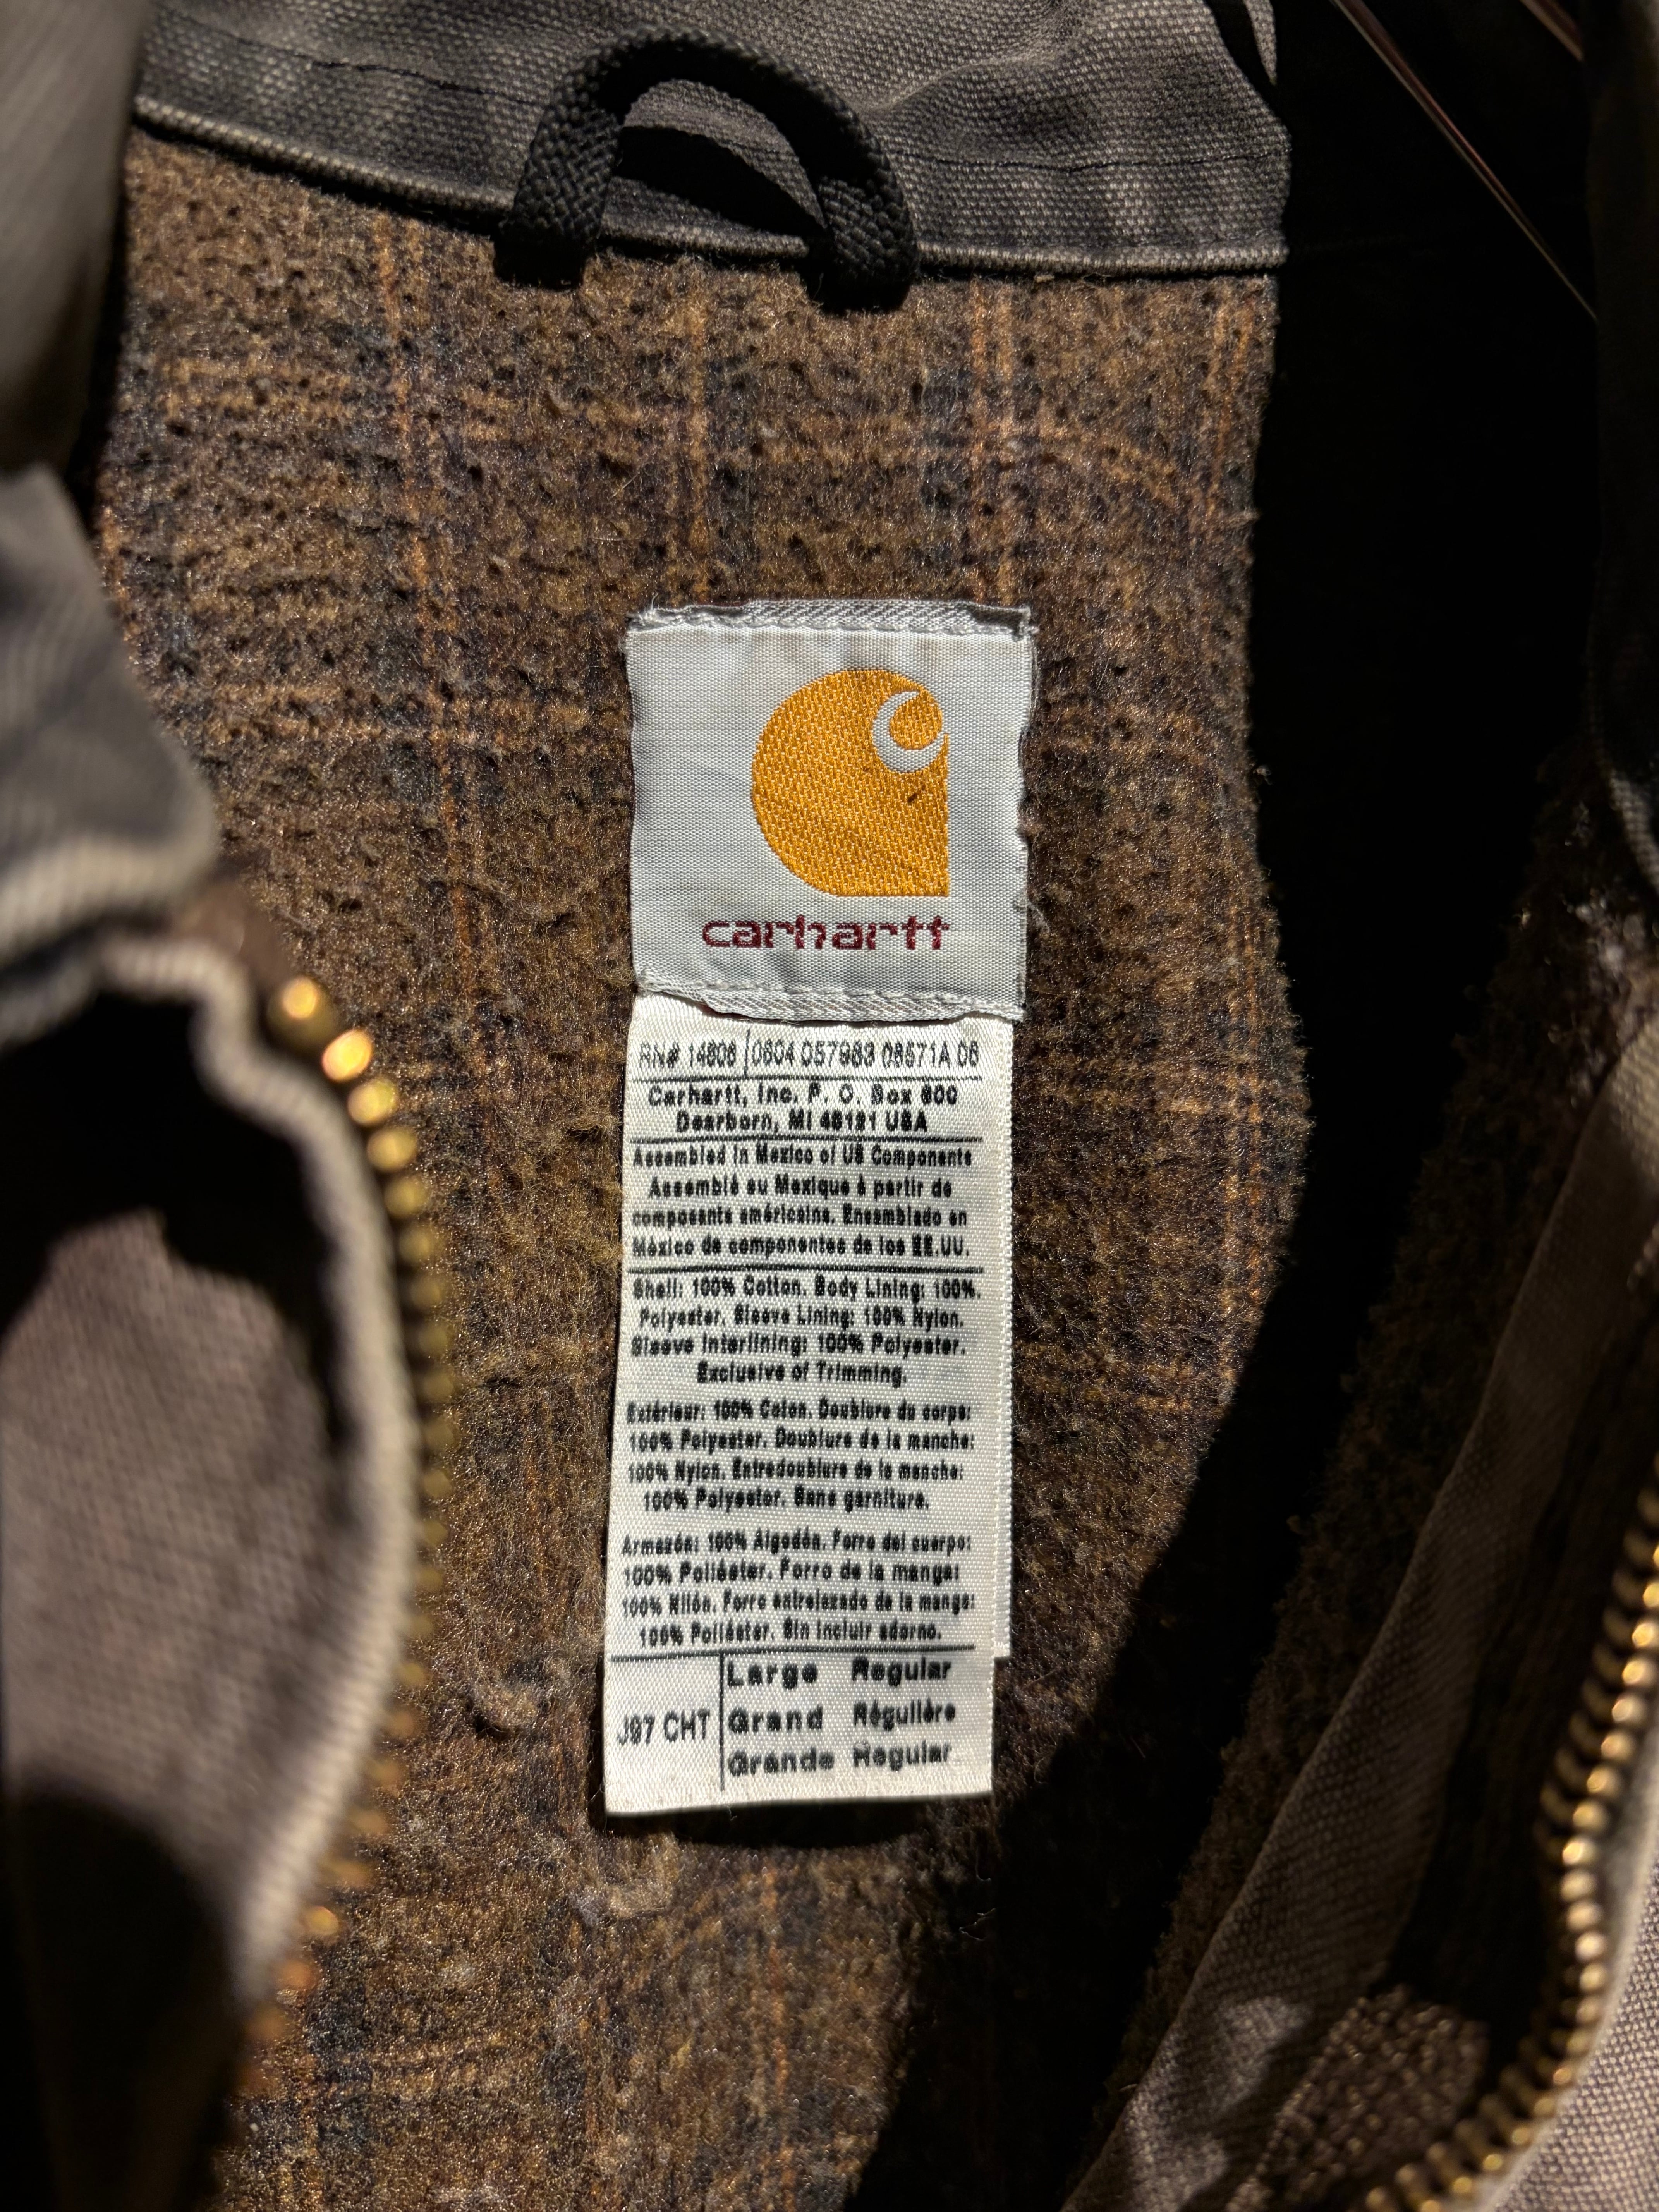 carhartt
RN# 14806 0604 057983 08571A 06
Carhartt, Inc. P. O. Box 600
Dearborn, MI 48121 USA
Assembled in Mexico of US Components
Assemblé au Mexique à partir de
composants américains. Ensamblado en
México de componentes de los EE.UU.
Shell: 100% Cotton. Body Lining: 100%.
Polyester. Sleeve Lining: 100% Nylon.
Sleeve Interlining: 100% Polyester.
Exclusive of Trimming.
Extérieur: 100% Coton. Doublure du corps:
100% Polyester. Doublure de la manche:
100% Nylon. Entredoublure de la manche:
100% Polyester. Sans garniture.
Armazón: 100% Algodón. Forro del cuerpo:
100% Poliéster. Forro de la manga:
100% Nilón. Forro entrelazado de la manga:
100% Poliéster. Sin incluir adorno.
J97 CHT
Large Regular
Grand Régulière
Grande Regular